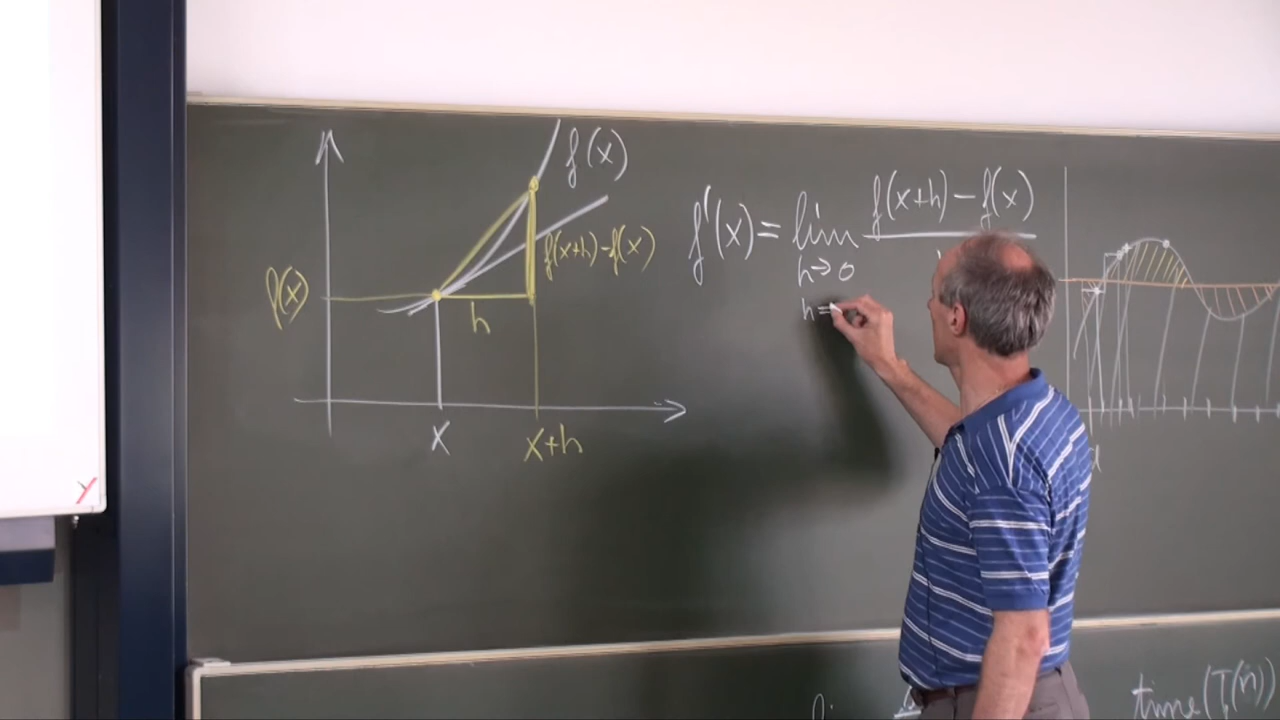 f(x)
f(x)
f(x+h)-f(x)
h
x
x+h
f'(x) = lim f(x+h) - f(x)
h→0
h=
time(T(n))
y